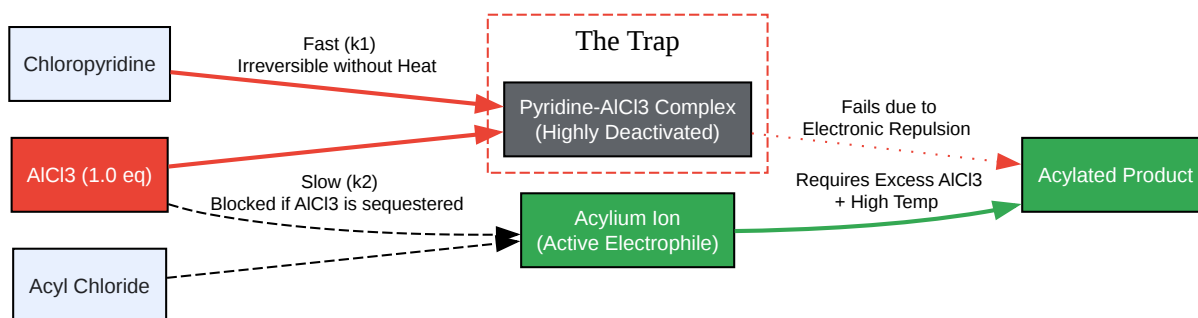 The Trap
Chloropyridine
Fast (k1)
Irreversible without Heat
Pyridine-AlCl3 Complex
(Highly Deactivated)
Fails due to
Electronic Repulsion
AlCl3 (1.0 eq)
Slow (k2)
Blocked if AlCl3 is sequestered
Acylium Ion
(Active Electrophile)
Requires Excess AlCl3
+ High Temp
Acylated Product
Acyl Chloride